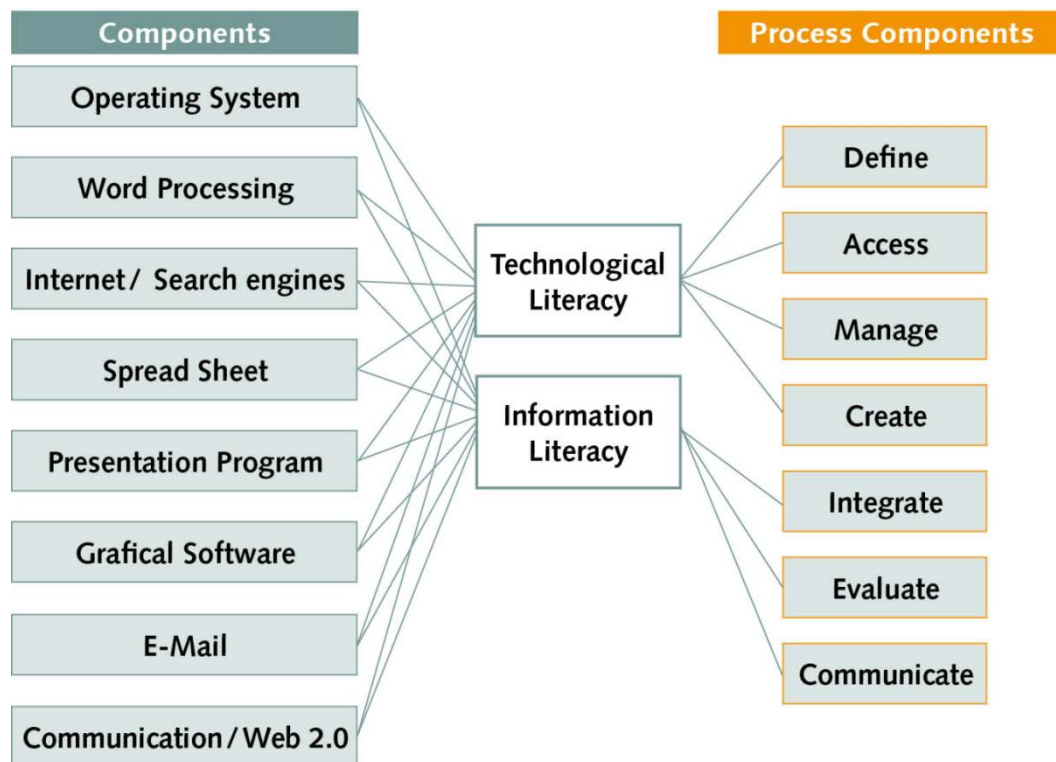 Components
Process Components
Operating System
Word Processing
Internet / Search engines
Spread Sheet
Presentation Program
Grafical Software
E-Mail
Communication / Web 2.0
Technological
Literacy
Information
Literacy
Define
Access
Manage
Create
Integrate
Evaluate
Communicate